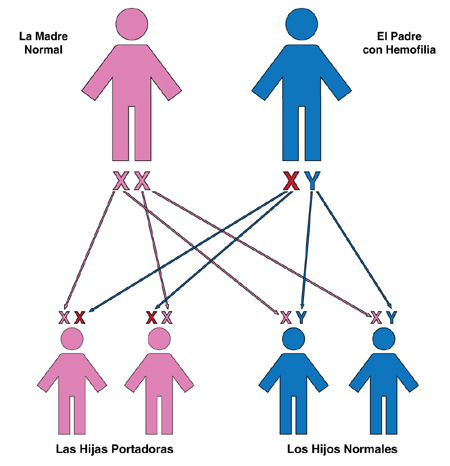 La Madre
Normal
El Padre
con Hemofilia
X X
X Y
X X
X X
X Y
X Y
Las Hijas Portadoras
Los Hijos Normales